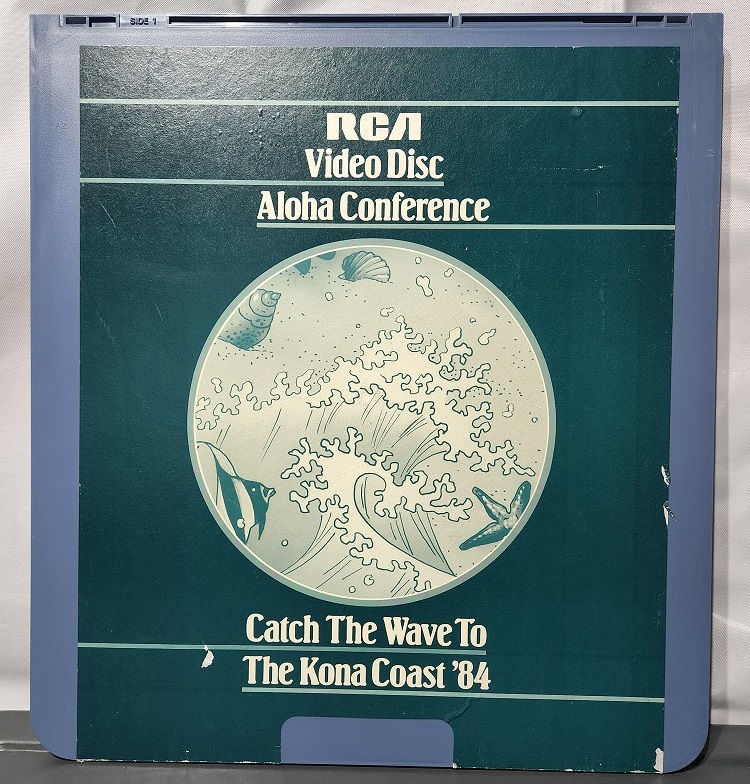 SIDE 1
RCA
Video Disc
Aloha Conference
Catch The Wave To
The Kona Coast '84